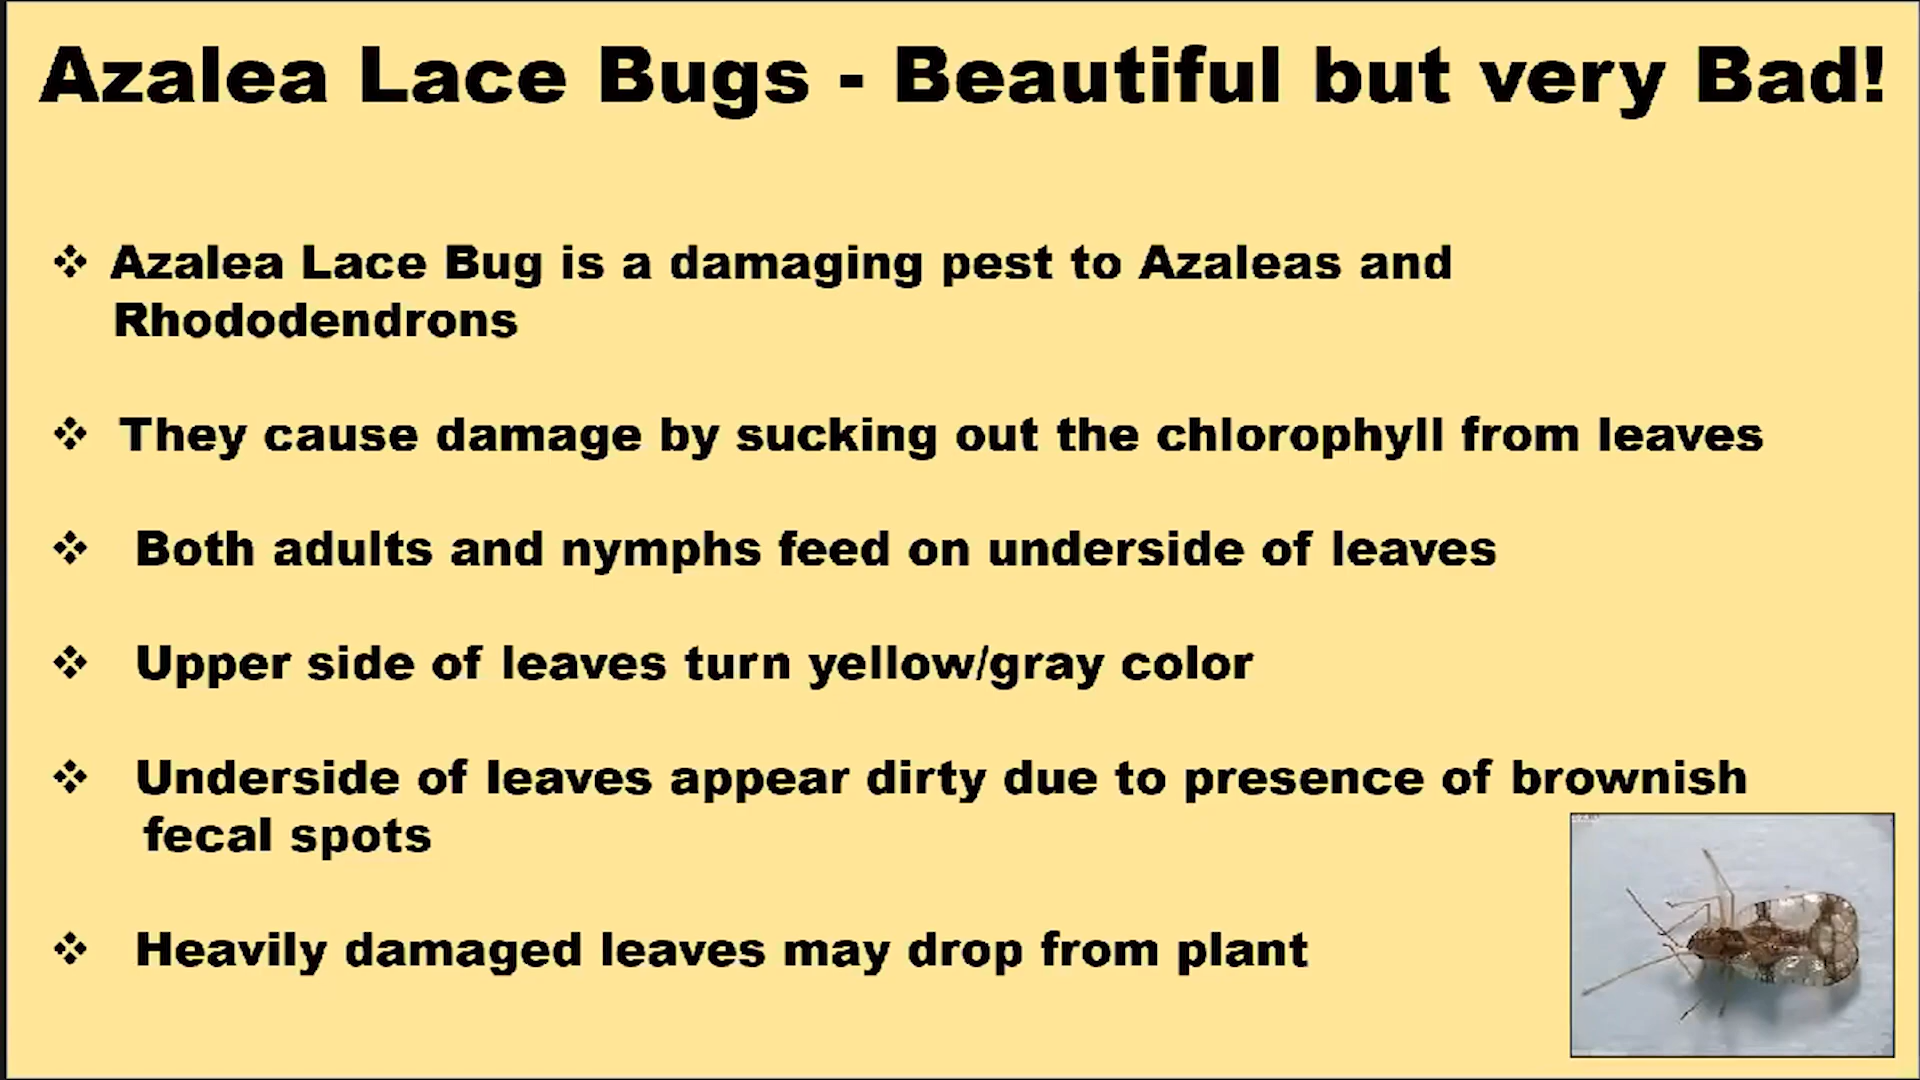 Azalea Lace Bugs - Beautiful but very Bad!
❖ Azalea Lace Bug is a damaging pest to Azaleas and
Rhododendrons
❖ They cause damage by sucking out the chlorophyll from leaves
❖ Both adults and nymphs feed on underside of leaves
❖ Upper side of leaves turn yellow/gray color
❖ Underside of leaves appear dirty due to presence of brownish
fecal spots
❖ Heavily damaged leaves may drop from plant